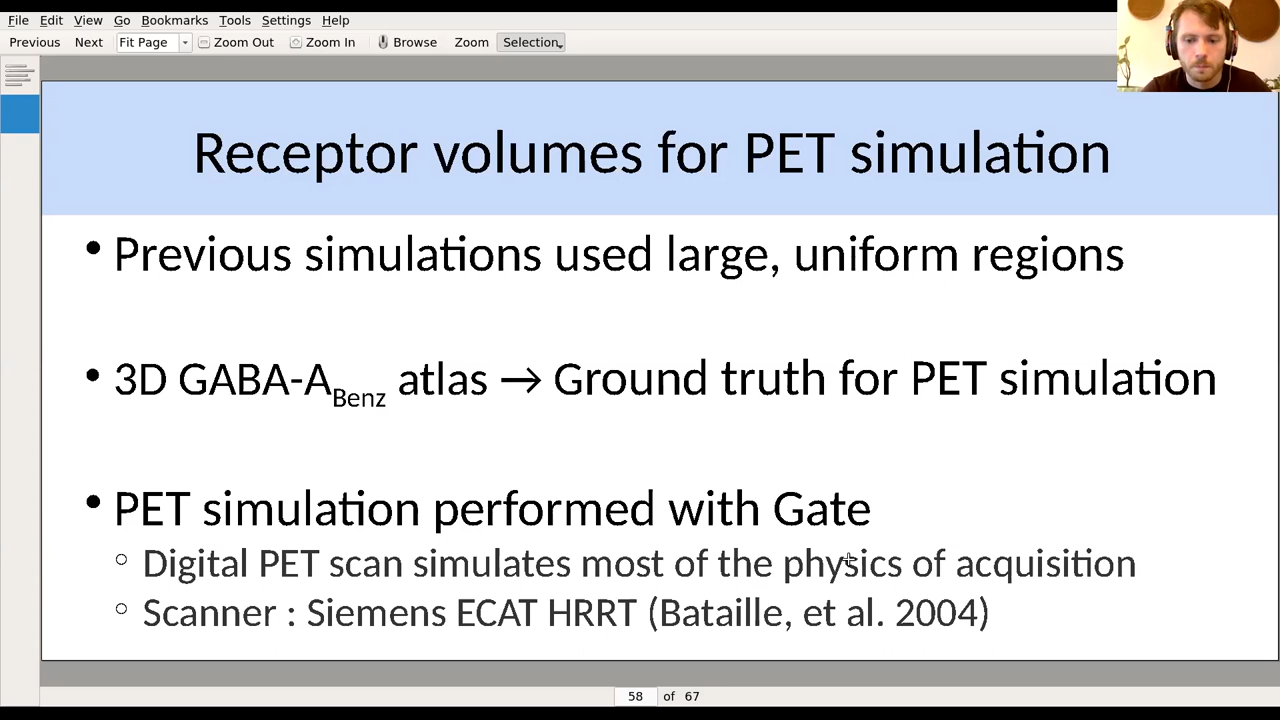 File Edit View Go Bookmarks Tools Settings Help
Previous Next Fit Page Zoom Out Zoom In Browse Zoom Selection
Receptor volumes for PET simulation
• Previous simulations used large, uniform regions
• 3D GABA-A_Benz atlas → Ground truth for PET simulation
• PET simulation performed with Gate
○ Digital PET scan simulates most of the physics of acquisition
○ Scanner : Siemens ECAT HRRT (Bataille, et al. 2004)
58 of 67